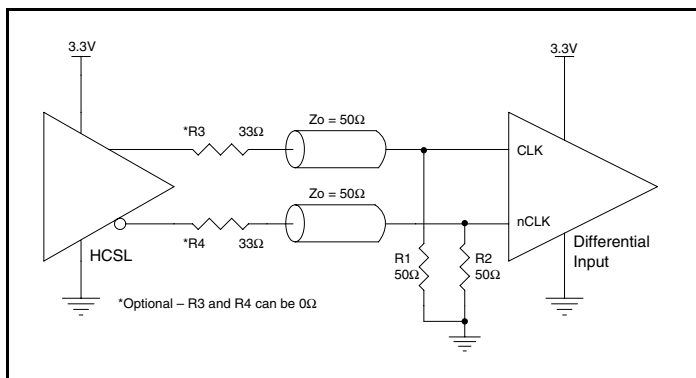 3.3V
3.3V
*R3
33Ω
Zo = 50Ω
CLK
*R4
33Ω
Zo = 50Ω
nCLK
HCSL
R1
50Ω
R2
50Ω
Differential
Input
*Optional – R3 and R4 can be 0Ω